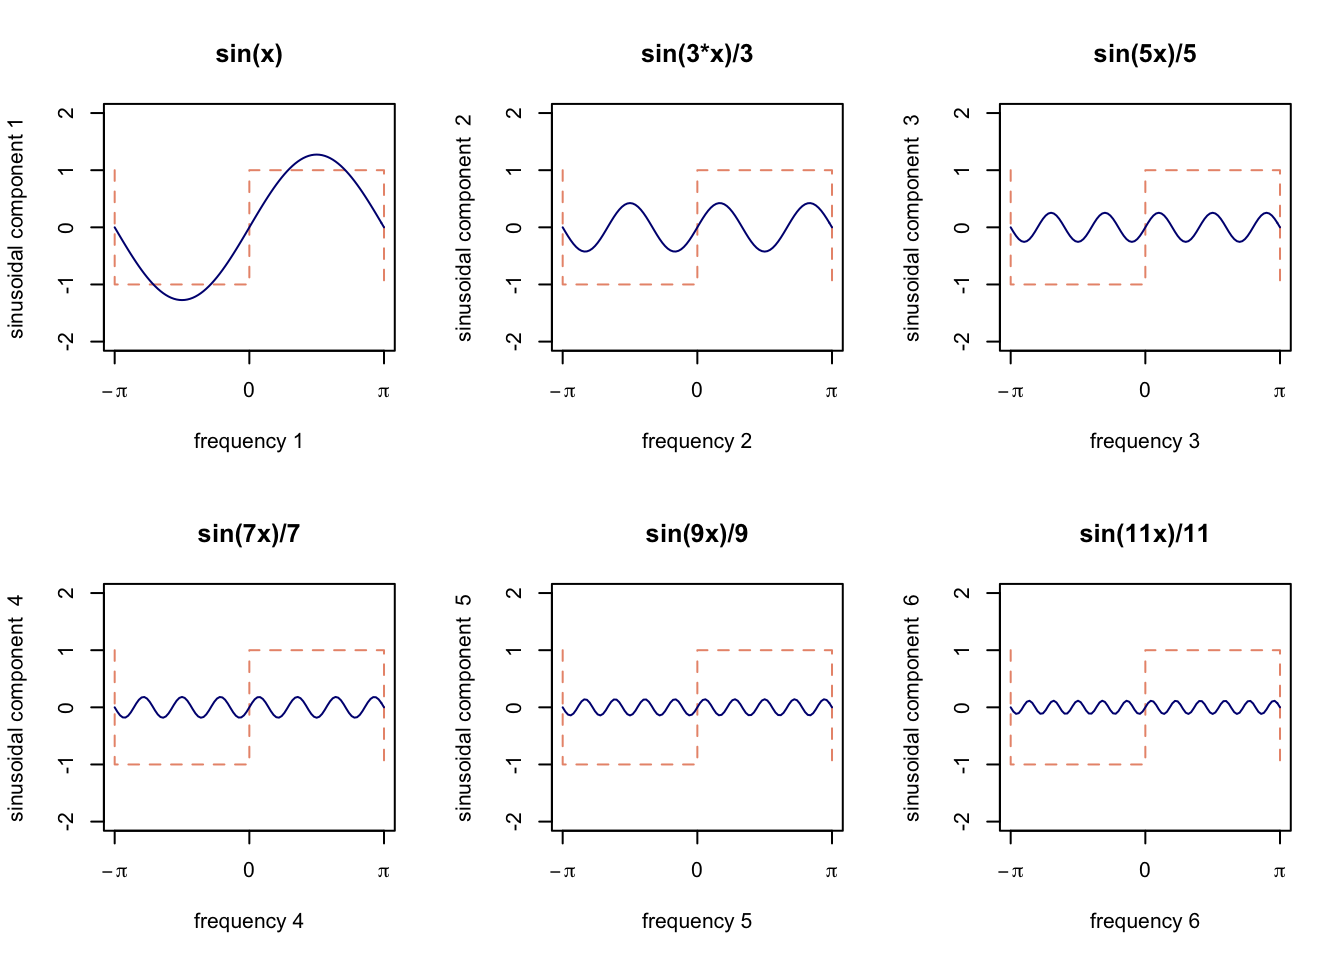 sin(x)
sinusoidal component 1
2
1
0
-1
-2
−π
0
π
frequency 1
sin(3*x)/3
sinusoidal component  2
2
1
0
-1
-2
−π
0
π
frequency 2
sin(5x)/5
sinusoidal component  3
2
1
0
-1
-2
−π
0
π
frequency 3
sin(7x)/7
sinusoidal component  4
2
1
0
-1
-2
−π
0
π
frequency 4
sin(9x)/9
sinusoidal component  5
2
1
0
-1
-2
−π
0
π
frequency 5
sin(11x)/11
sinusoidal component  6
2
1
0
-1
-2
−π
0
π
frequency 6